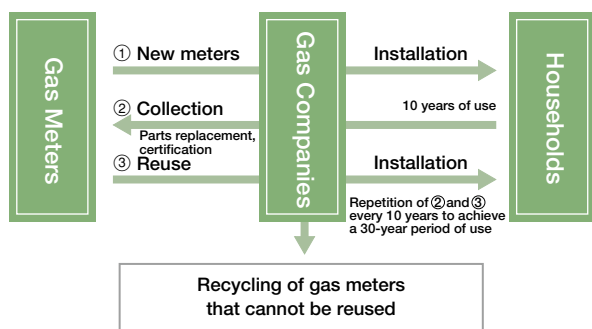 Gas Meters
① New meters
② Collection
Parts replacement,
certification
③ Reuse
Gas Companies
Installation
10 years of use
Installation
Repetition of ② and ③
every 10 years to achieve
a 30-year period of use
Households
Recycling of gas meters
that cannot be reused